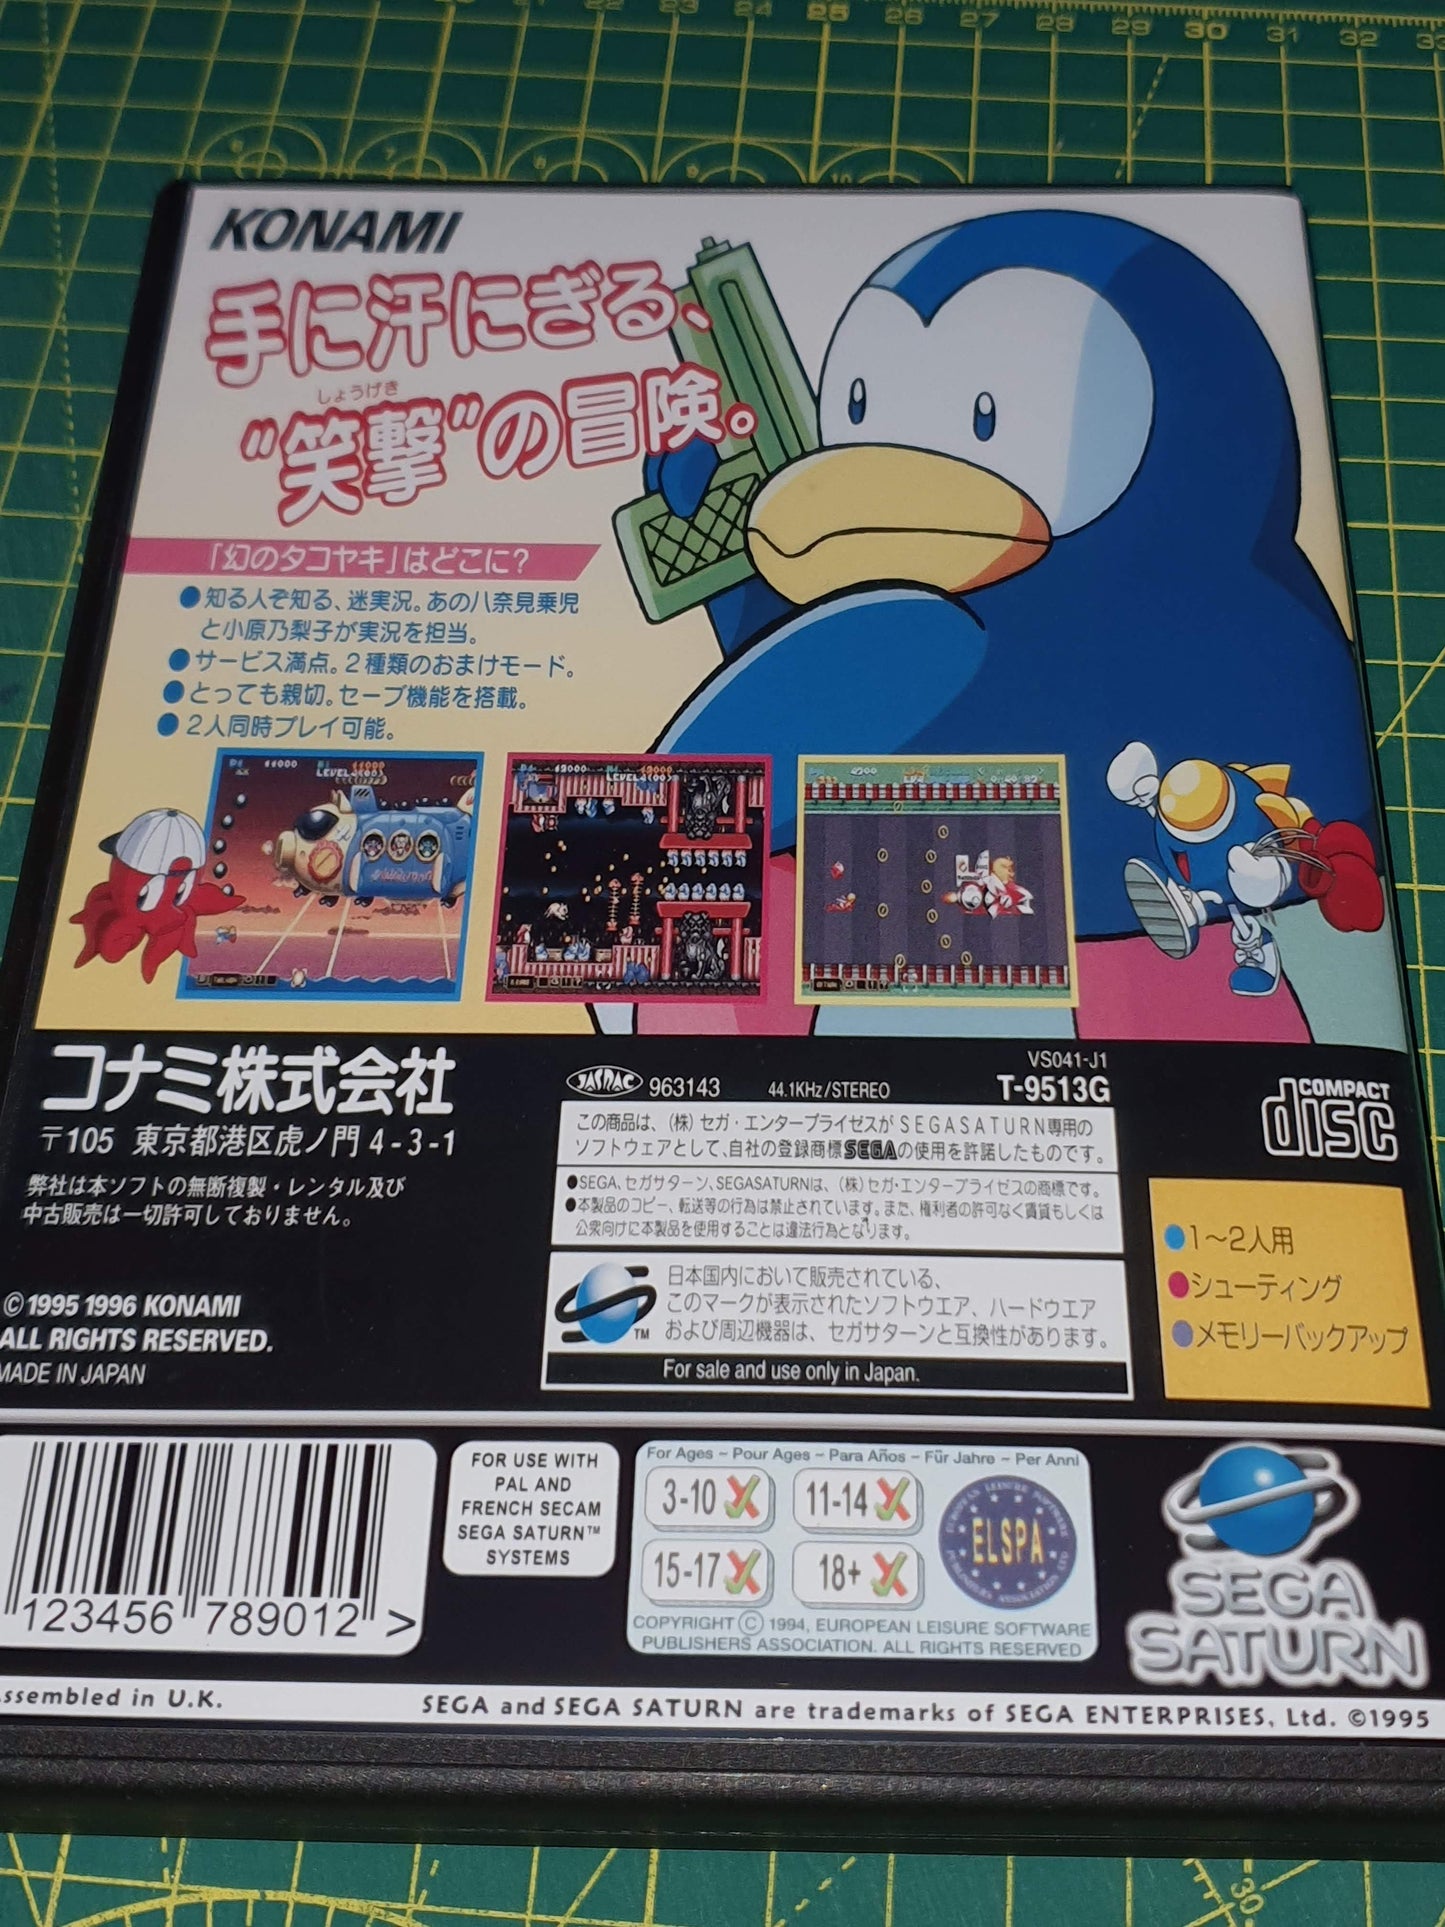 25 26 27 28 29 30 31 32 33
KONAMI
手に汗にぎる、
しょうげき
"笑撃"の冒険。
「幻のタコヤキ」はどこに？
●知る人ぞ知る、迷実況。あの八奈見乗児
と小原乃梨子が実況を担当。
●サービス満点。2種類のおまけモード。
●とっても親切。セーブ機能を搭載。
●2人同時プレイ可能。
コナミ株式会社
〒105 東京都港区虎ノ門 4-3-1
弊社は本ソフトの無断複製・レンタル及び
中古販売は一切許可しておりません。
©1995 1996 KONAMI
ALL RIGHTS RESERVED.
MADE IN JAPAN
VS041-J1
JASRAC 963143 44.1KHz/STEREO T-9513G
この商品は、（株）セガ・エンタープライゼスがSEGASATURN専用の
ソフトウェアとして、自社の登録商標SEGAの使用を許諾したものです。
●SEGA、セガサターン、SEGASATURNは、（株）セガ・エンタープライゼスの商標です。
●本製品のコピー、転送等の行為は禁止されています。また、権利者の許可なく賃貸もしくは
公衆向けに本製品を使用することは違法行為となります。
日本国内において販売されている、
このマークが表示されたソフトウエア、ハードウエア
および周辺機器は、セガサターンと互換性があります。
TM
For sale and use only in Japan.
COMPACT
disc
●1～2人用
●シューティング
●メモリーバックアップ
123456 789012 >
FOR USE WITH
PAL AND
FRENCH SECAM
SEGA SATURN™
SYSTEMS
For Ages ~ Pour Ages ~ Para Años ~ Für Jahre ~ Per Anni
3-10 11-14
15-17 18+
ELSPA
COPYRIGHT © 1994, EUROPEAN LEISURE SOFTWARE
PUBLISHERS ASSOCIATION. ALL RIGHTS RESERVED
SEGA
SATURN
ssembled in U.K.
SEGA and SEGA SATURN are trademarks of SEGA ENTERPRISES, Ltd. ©1995